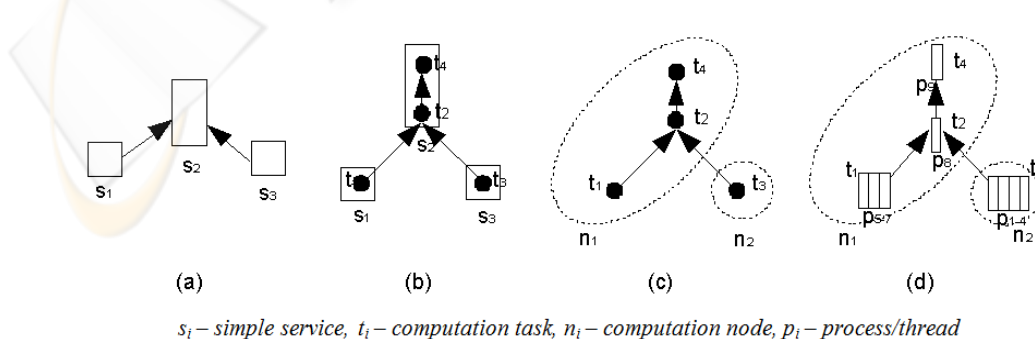 s1
s2
s3
(a)
t4
t2
s2
t
t3
s1
s3
(b)
t4
t2
t1
t3
n1
n2
(c)
t4
p9
t2
p8
t1
t
p5-7
p1-4
n1
n2
(d)
si – simple service, ti – computation task, ni – computation node, pi – process/thread